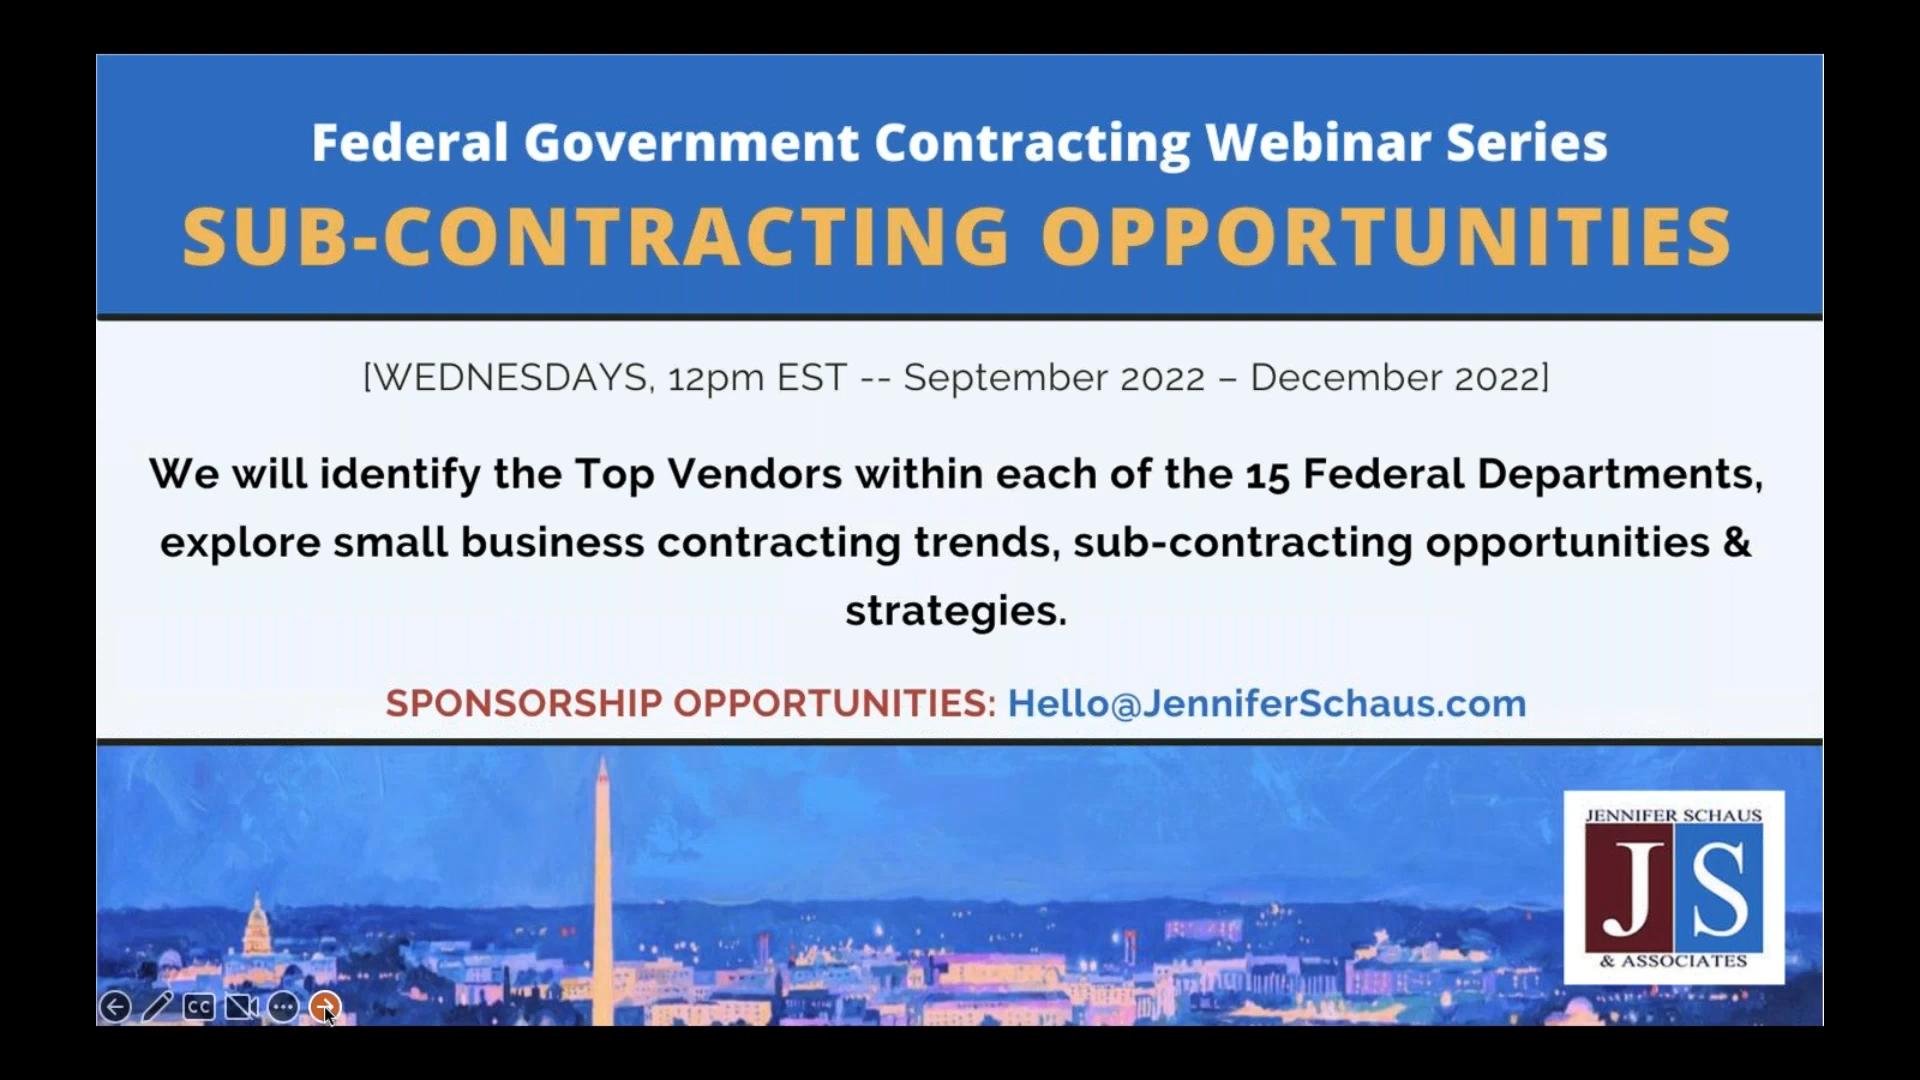 Federal Government Contracting Webinar Series
SUB-CONTRACTING OPPORTUNITIES
[WEDNESDAYS, 12pm EST -- September 2022 – December 2022]
We will identify the Top Vendors within each of the 15 Federal Departments,
explore small business contracting trends, sub-contracting opportunities &
strategies.
SPONSORSHIP OPPORTUNITIES: Hello@JenniferSchaus.com
JENNIFER SCHAUS
JS
& ASSOCIATES
CC